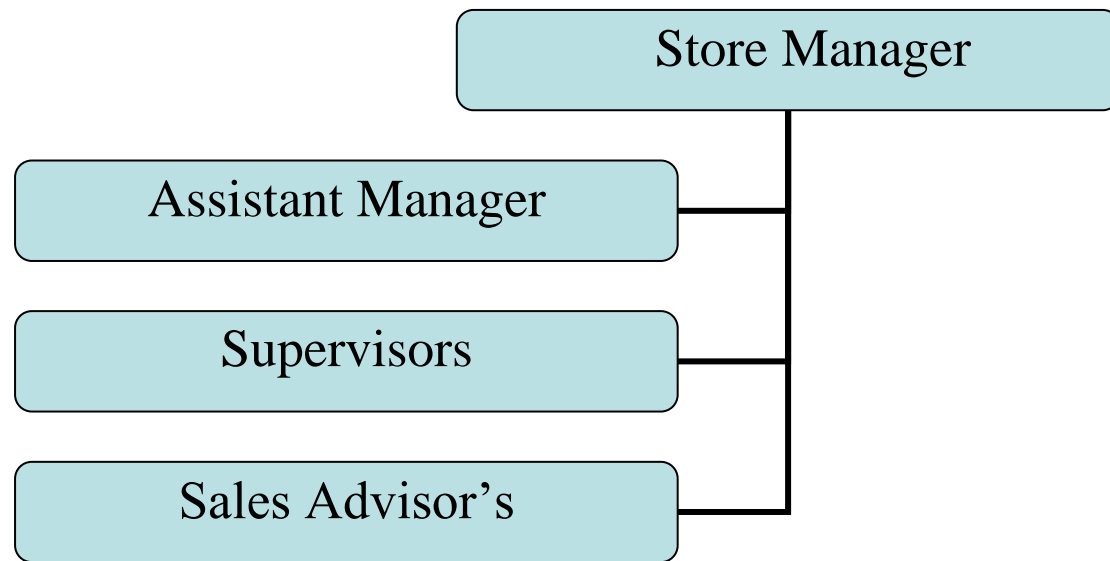 Store Manager
Assistant Manager
Supervisors
Sales Advisor’s